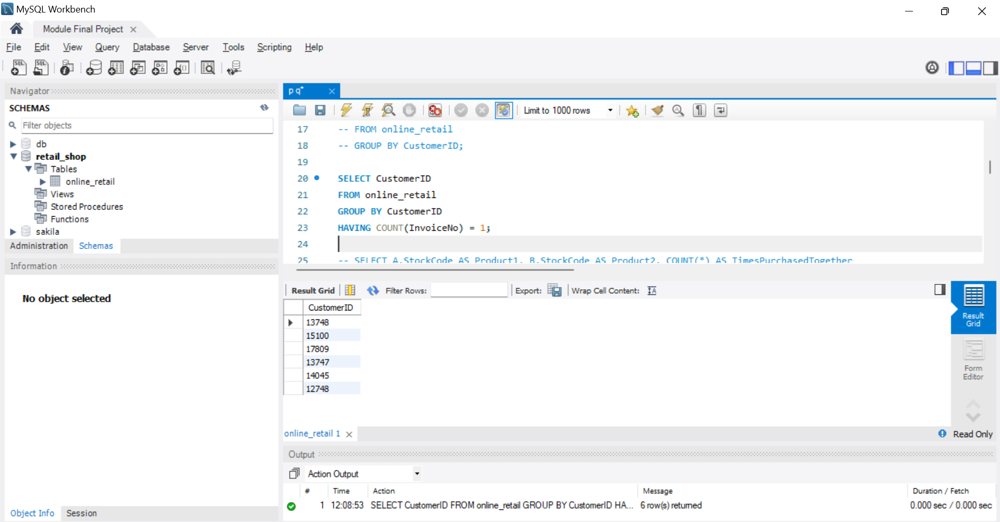 MySQL Workbench
Module Final Project
File Edit View Query Database Server Tools Scripting Help
Navigator
SCHEMAS
Filter objects
db
retail_shop
Tables
online_retail
Views
Stored Procedures
Functions
sakila
Administration Schemas
Information
No object selected
Object Info Session
p q*
Limit to 1000 rows
17 -- FROM online_retail
18 -- GROUP BY CustomerID;
19
20 SELECT CustomerID
21 FROM online_retail
22 GROUP BY CustomerID
23 HAVING COUNT(InvoiceNo) = 1;
24
25 -- SELECT A.StockCode AS Product1, B.StockCode AS Product2, COUNT(*) AS TimesPurchasedTogether
Result Grid Filter Rows: Export: Wrap Cell Content:
CustomerID
13748
15100
17809
13747
14045
12748
Result
Grid
Form
Editor
online_retail 1
Read Only
Output
Action Output
# Time Action Message Duration / Fetch
1 12:08:53 SELECT CustomerID FROM online_retail GROUP BY CustomerID HA... 6 row(s) returned 0.000 sec / 0.000 sec